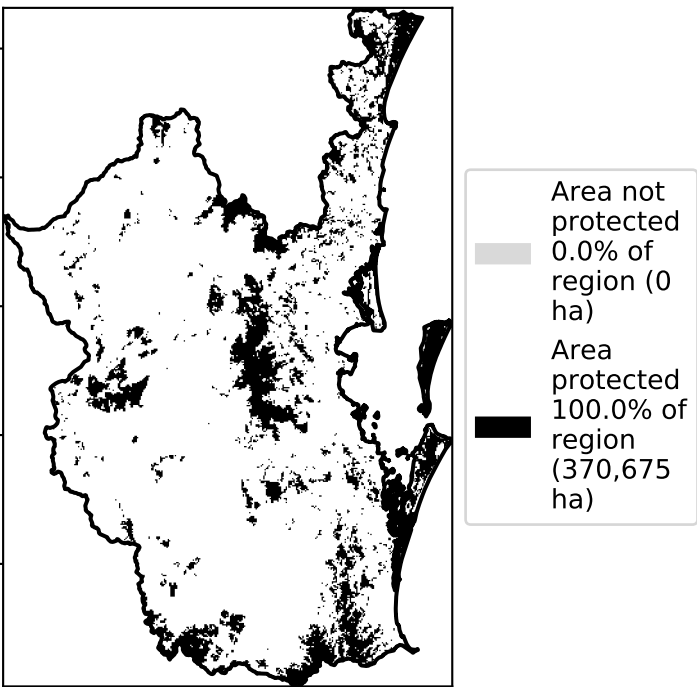 Area not
protected
0.0% of
region (0
ha)
Area
protected
100.0% of
region
(370,675
ha)